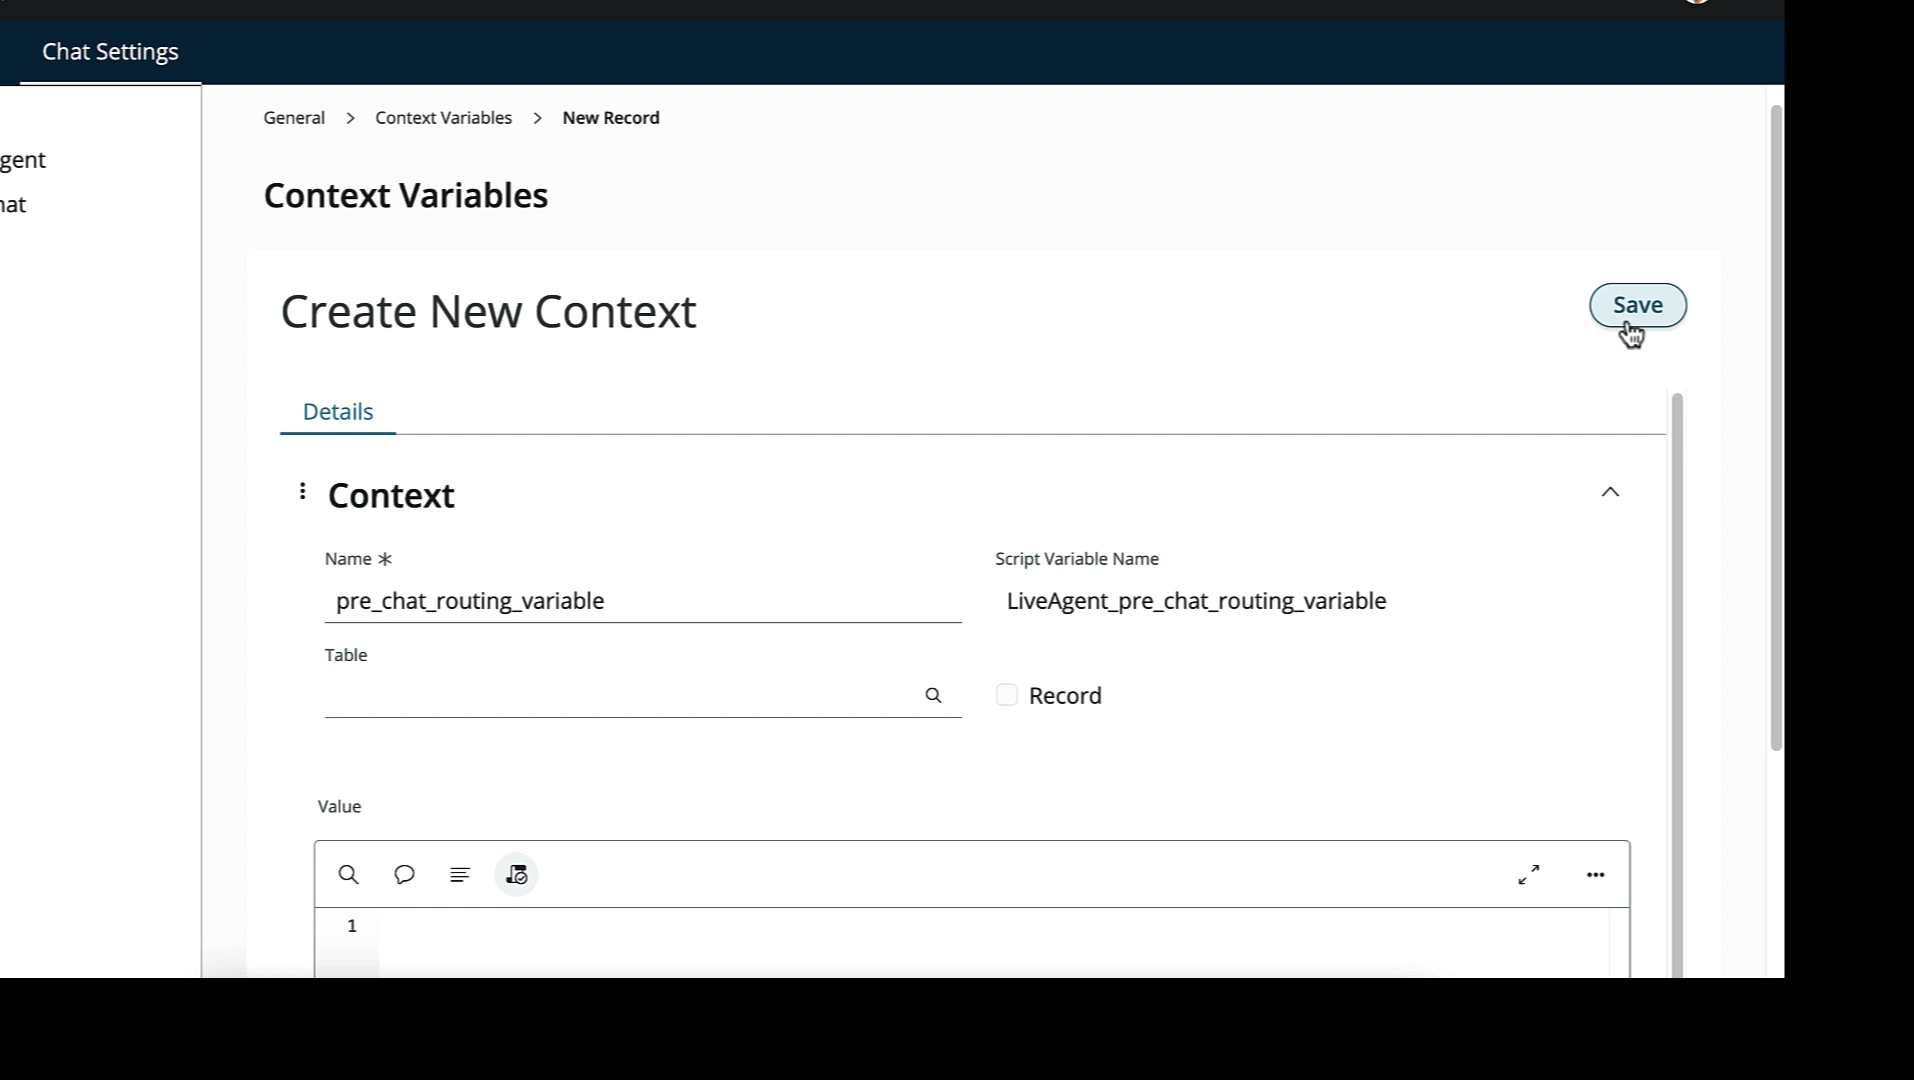 Chat Settings
General > Context Variables > New Record
gent
hat
Context Variables
Create New Context
Save
Details
Context
Name *
Script Variable Name
pre_chat_routing_variable
LiveAgent_pre_chat_routing_variable
Table
Record
Value
1